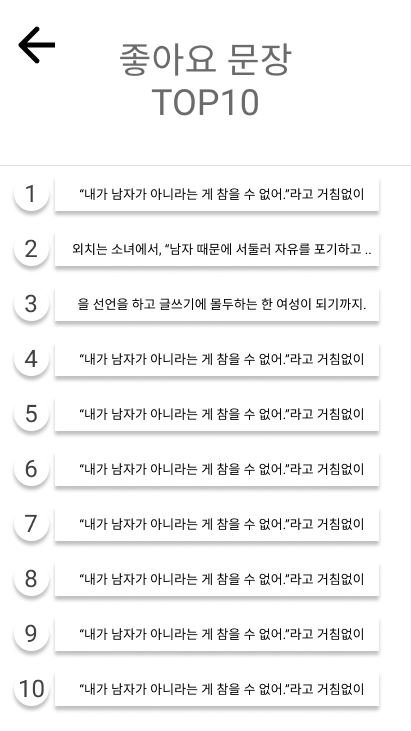 좋아요 문장
TOP10
1 “내가 남자가 아니라는 게 참을 수 없어.”라고 거침없이
2 외치는 소녀에서, “남자 때문에 서둘러 자유를 포기하고 ..
3 을 선언을 하고 글쓰기에 몰두하는 한 여성이 되기까지.
4 “내가 남자가 아니라는 게 참을 수 없어.”라고 거침없이
5 “내가 남자가 아니라는 게 참을 수 없어.”라고 거침없이
6 “내가 남자가 아니라는 게 참을 수 없어.”라고 거침없이
7 “내가 남자가 아니라는 게 참을 수 없어.”라고 거침없이
8 “내가 남자가 아니라는 게 참을 수 없어.”라고 거침없이
9 “내가 남자가 아니라는 게 참을 수 없어.”라고 거침없이
10 “내가 남자가 아니라는 게 참을 수 없어.”라고 거침없이